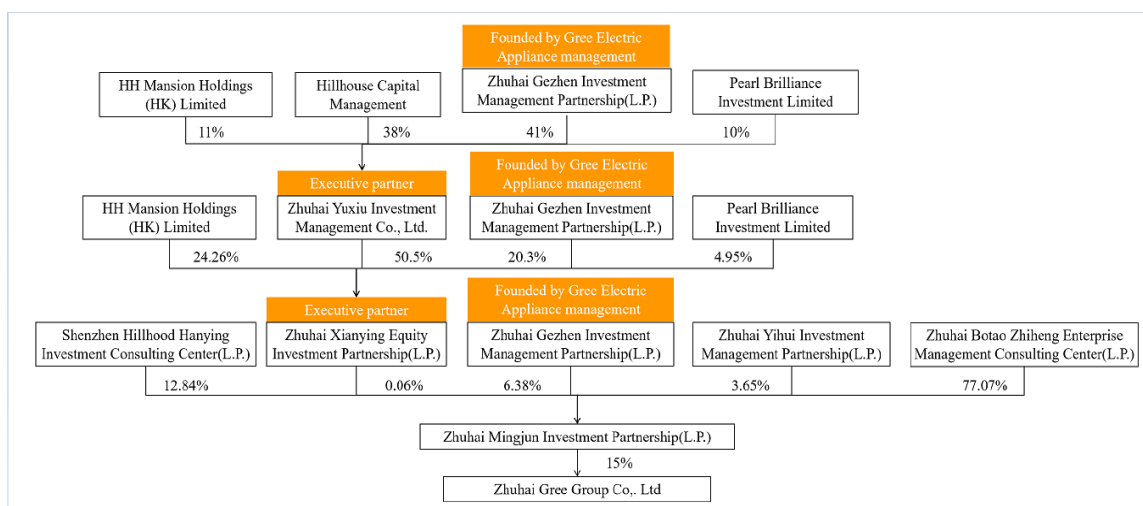 Founded by Gree Electric
Appliance management
HH Mansion Holdings
(HK) Limited
Hillhouse Capital
Management
Zhuhai Gezhen Investment
Management Partnership(L.P.)
Pearl Brilliance
Investment Limited
11%
38%
41%
10%
Executive partner
Founded by Gree Electric
Appliance management
HH Mansion Holdings
(HK) Limited
Zhuhai Yuxiu Investment
Management Co., Ltd.
Zhuhai Gezhen Investment
Management Partnership(L.P.)
Pearl Brilliance
Investment Limited
24.26%
50.5%
20.3%
4.95%
Executive partner
Founded by Gree Electric
Appliance management
Shenzhen Hillhood Hanying
Investment Consulting Center(L.P.)
Zhuhai Xianying Equity
Investment Partnership(L.P.)
Zhuhai Gezhen Investment
Management Partnership(L.P.)
Zhuhai Yihui Investment
Management Partnership(L.P.)
Zhuhai Botao Zhiheng Enterprise
Management Consulting Center(L.P.)
12.84%
0.06%
6.38%
3.65%
77.07%
Zhuhai Mingjun Investment Partnership(L.P.)
15%
Zhuhai Gree Group Co,. Ltd